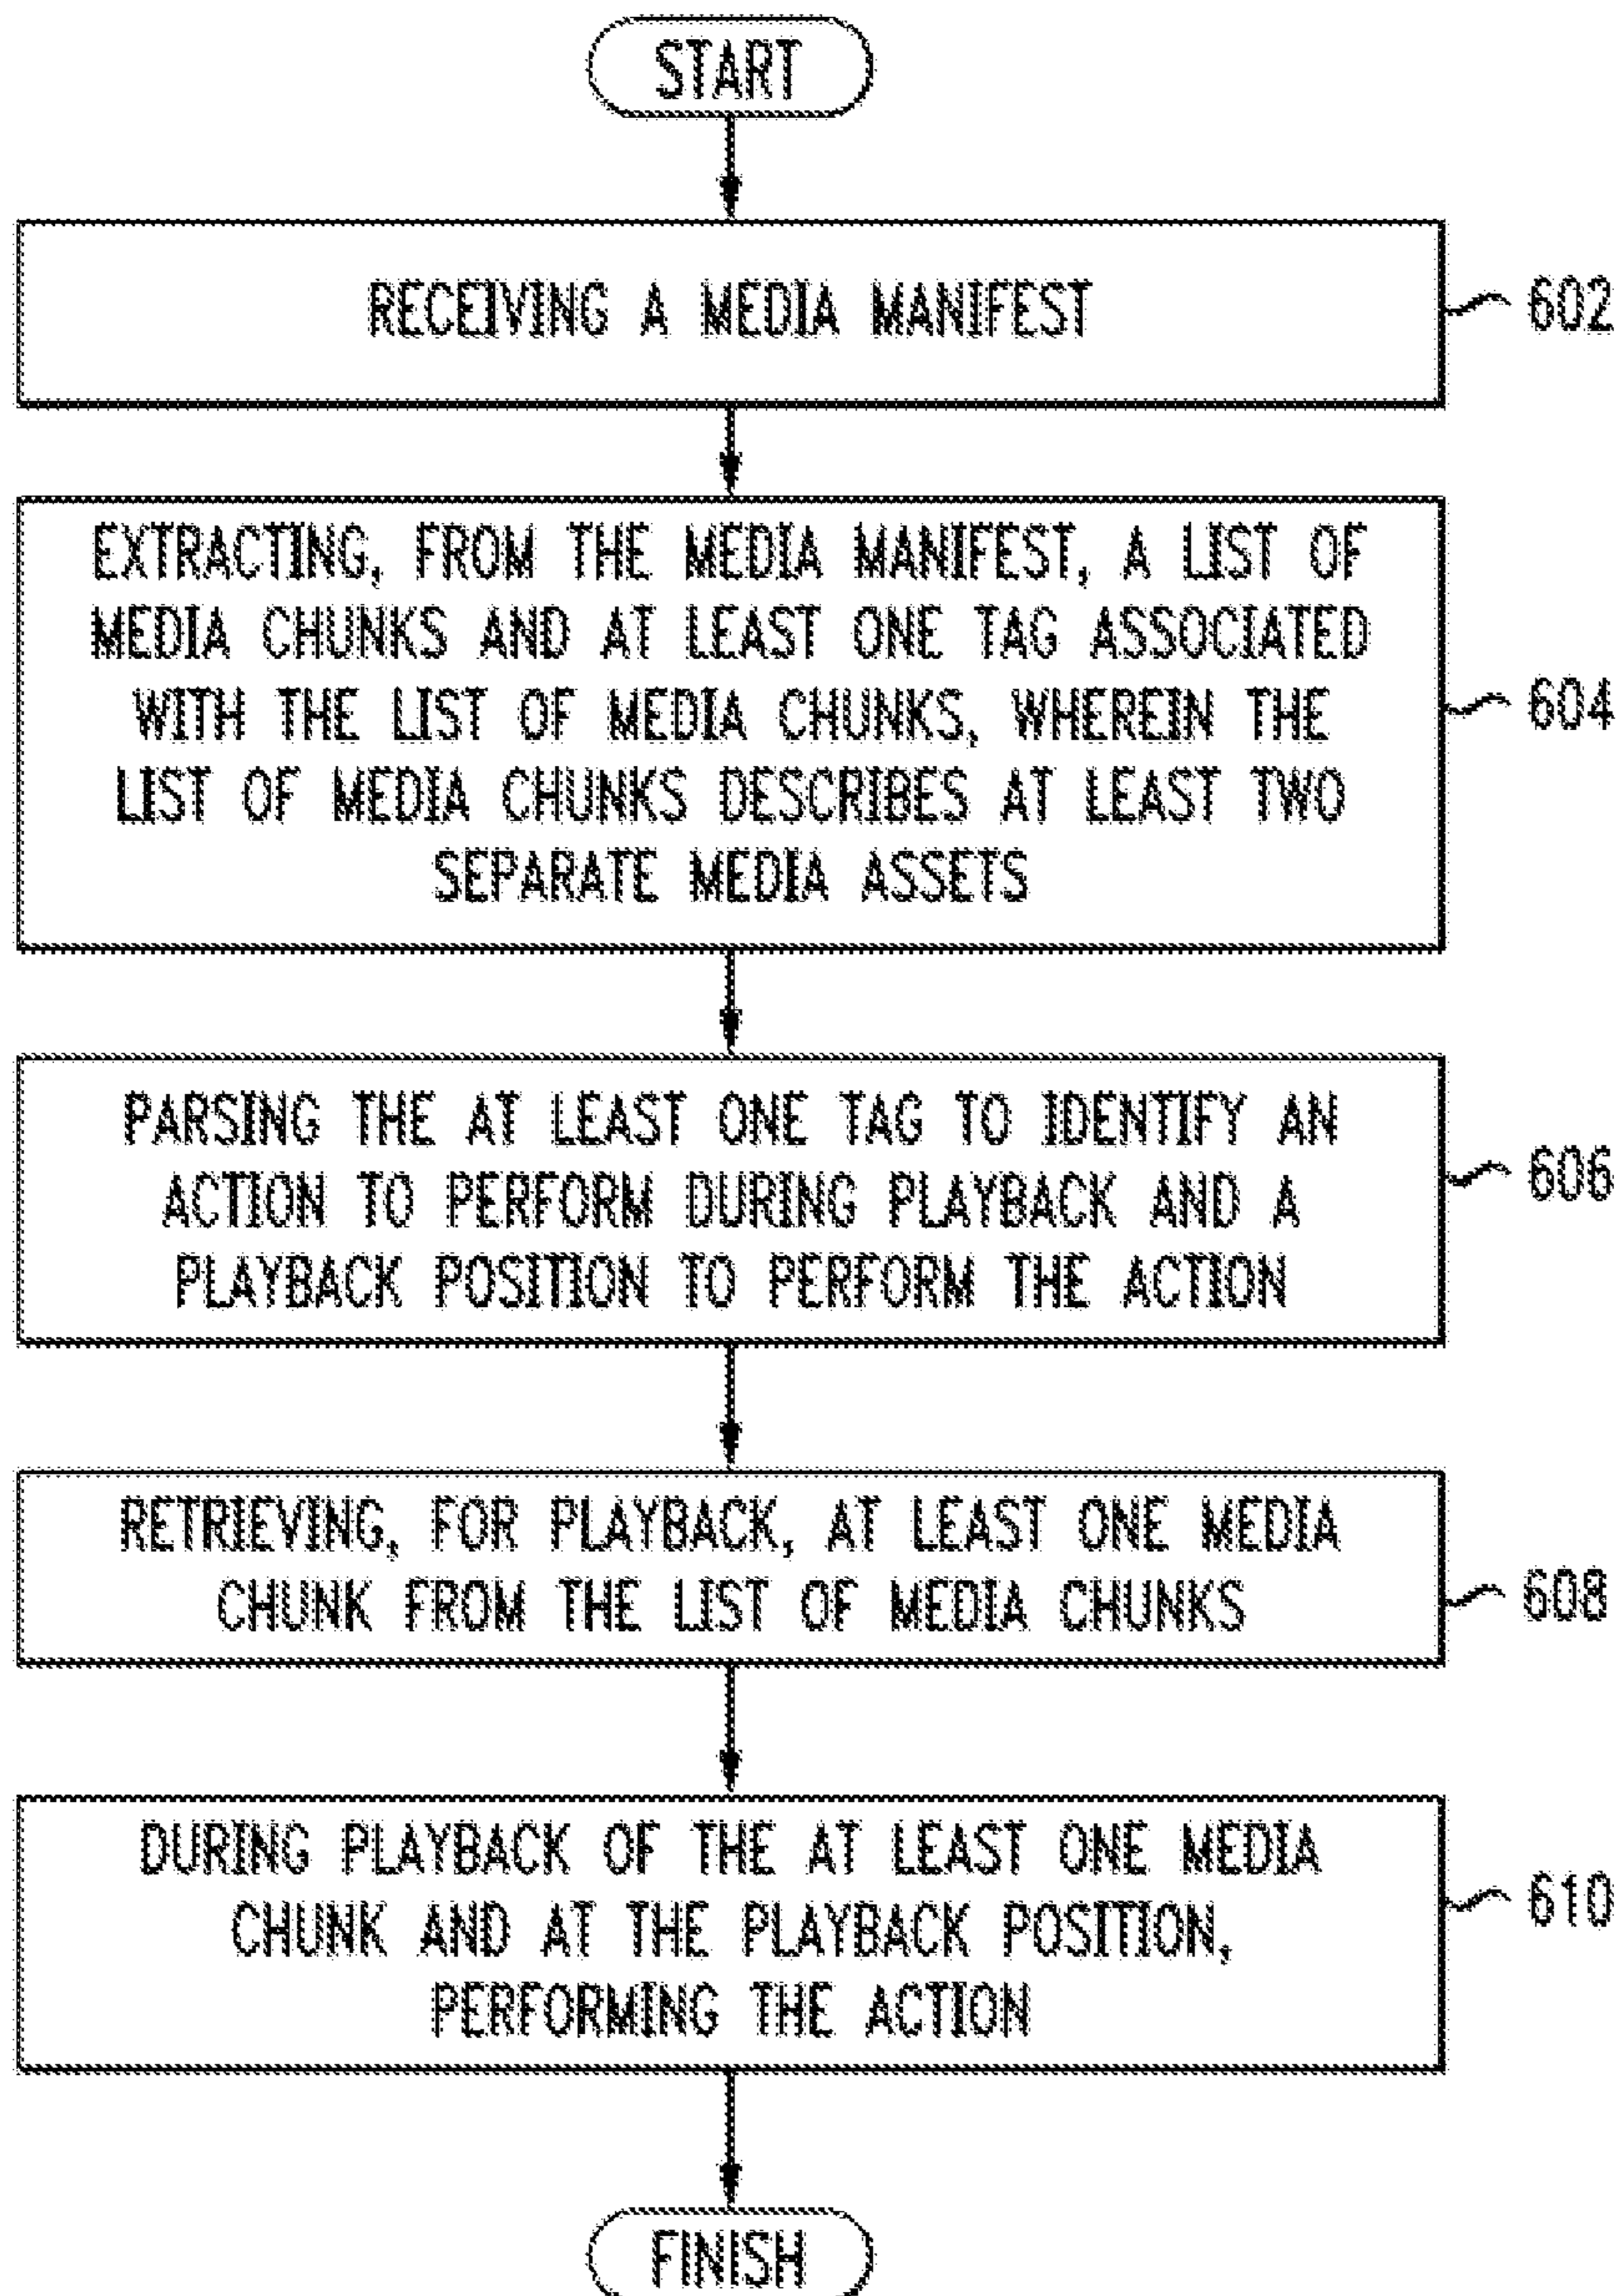 START
RECEIVING A MEDIA MANIFEST
602
EXTRACTING, FROM THE MEDIA MANIFEST, A LIST OF
MEDIA CHUNKS AND AT LEAST ONE TAG ASSOCIATED
WITH THE LIST OF MEDIA CHUNKS, WHEREIN THE
LIST OF MEDIA CHUNKS DESCRIBES AT LEAST TWO
SEPARATE MEDIA ASSETS
604
PARSING THE AT LEAST ONE TAG TO IDENTIFY AN
ACTION TO PERFORM DURING PLAYBACK AND A
PLAYBACK POSITION TO PERFORM THE ACTION
606
RETRIEVING, FOR PLAYBACK, AT LEAST ONE MEDIA
CHUNK FROM THE LIST OF MEDIA CHUNKS
608
DURING PLAYBACK OF THE AT LEAST ONE MEDIA
CHUNK AND AT THE PLAYBACK POSITION,
PERFORMING THE ACTION
610
FINISH